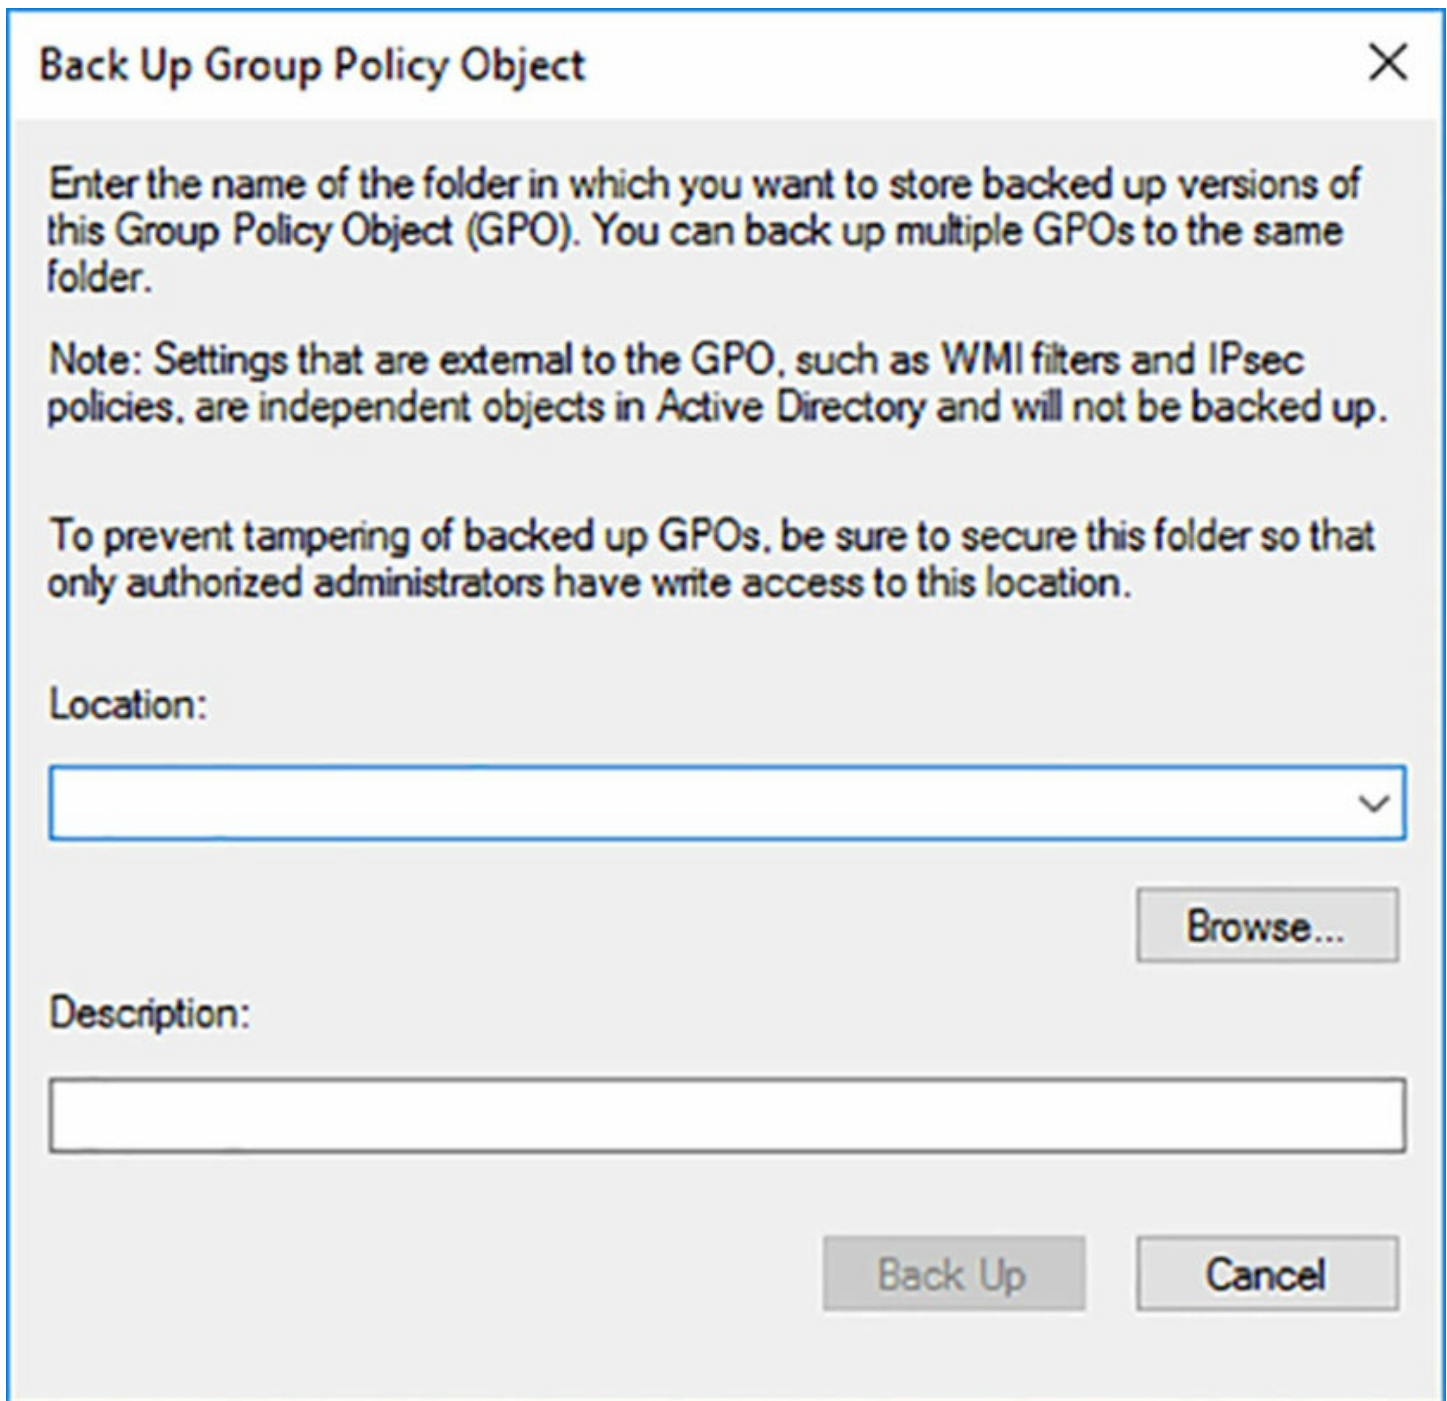 Back Up Group Policy Object
Enter the name of the folder in which you want to store backed up versions of
this Group Policy Object (GPO). You can back up multiple GPOs to the same
folder.
Note: Settings that are external to the GPO, such as WMI filters and IPsec
policies, are independent objects in Active Directory and will not be backed up.
To prevent tampering of backed up GPOs, be sure to secure this folder so that
only authorized administrators have write access to this location.
Location:
Browse...
Description:
Back Up
Cancel